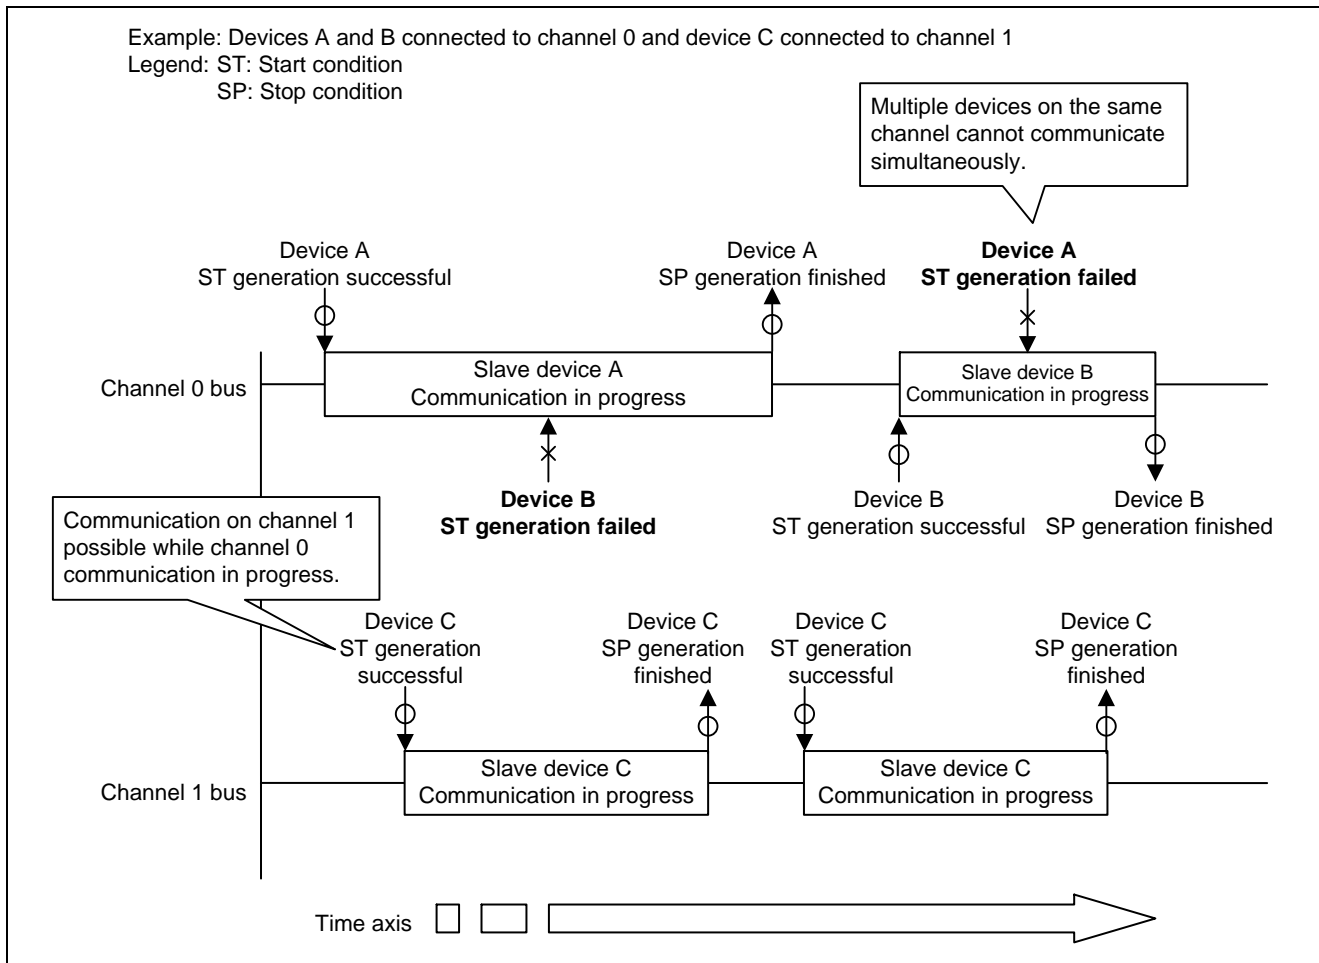 Example: Devices A and B connected to channel 0 and device C connected to channel 1
Legend: ST: Start condition
SP: Stop condition
Multiple devices on the same
channel cannot communicate
simultaneously.
Device A
ST generation successful
Device A
SP generation finished
Device A
ST generation failed
Channel 0 bus
Slave device A
Communication in progress
Slave device B
Communication in progress
Device B
ST generation failed
Device B
ST generation successful
Device B
SP generation finished
Communication on channel 1
possible while channel 0
communication in progress.
Device C
ST generation
successful
Device C
SP generation
finished
Device C
ST generation
successful
Device C
SP generation
finished
Channel 1 bus
Slave device C
Communication in progress
Slave device C
Communication in progress
Time axis